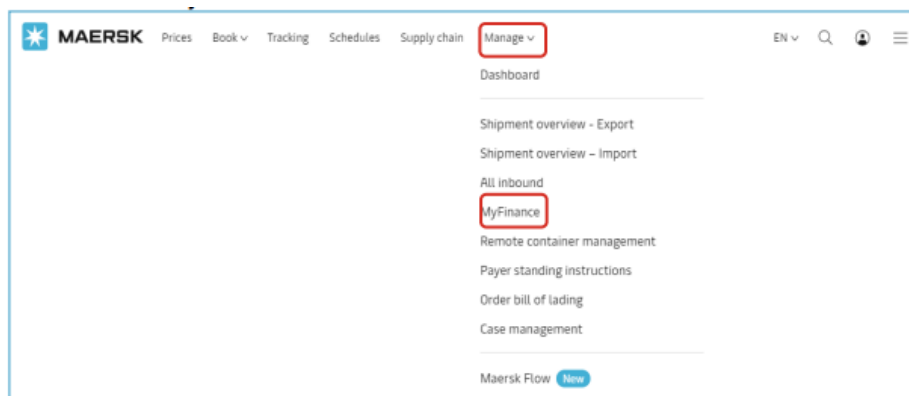 MAERSK Prices Book Tracking Schedules Supply chain Manage EN
Dashboard
Shipment overview - Export
Shipment overview – Import
All inbound
MyFinance
Remote container management
Payer standing instructions
Order bill of lading
Case management
Maersk Flow New